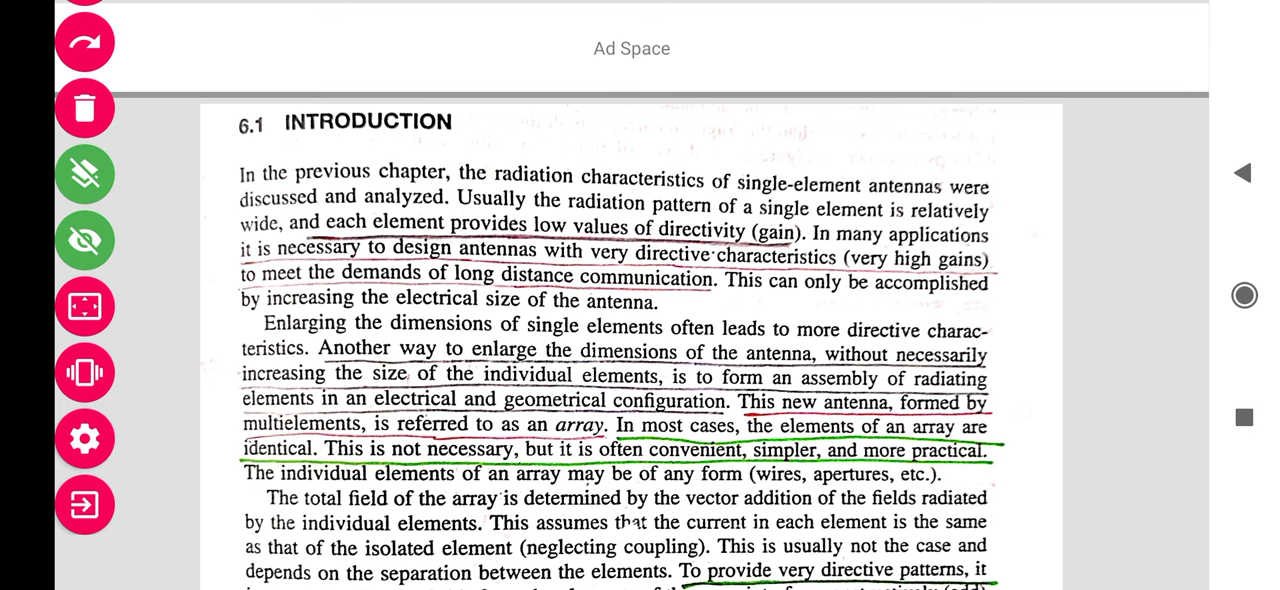 Ad Space
6.1 INTRODUCTION
In the previous chapter, the radiation characteristics of single-element antennas were
discussed and analyzed. Usually the radiation pattern of a single element is relatively
wide, and each element provides low values of directivity (gain). In many applications
it is necessary to design antennas with very directive characteristics (very high gains)
to meet the demands of long distance communication. This can only be accomplished
by increasing the electrical size of the antenna.
Enlarging the dimensions of single elements often leads to more directive charac-
teristics. Another way to enlarge the dimensions of the antenna, without necessarily
increasing the size of the individual elements, is to form an assembly of radiating
elements in an electrical and geometrical configuration. This new antenna, formed by
multielements, is referred to as an array. In most cases, the elements of an array are
identical. This is not necessary, but it is often convenient, simpler, and more practical.
The individual elements of an array may be of any form (wires, apertures, etc.).
The total field of the array is determined by the vector addition of the fields radiated
by the individual elements. This assumes that the current in each element is the same
as that of the isolated element (neglecting coupling). This is usually not the case and
depends on the separation between the elements. To provide very directive patterns, it